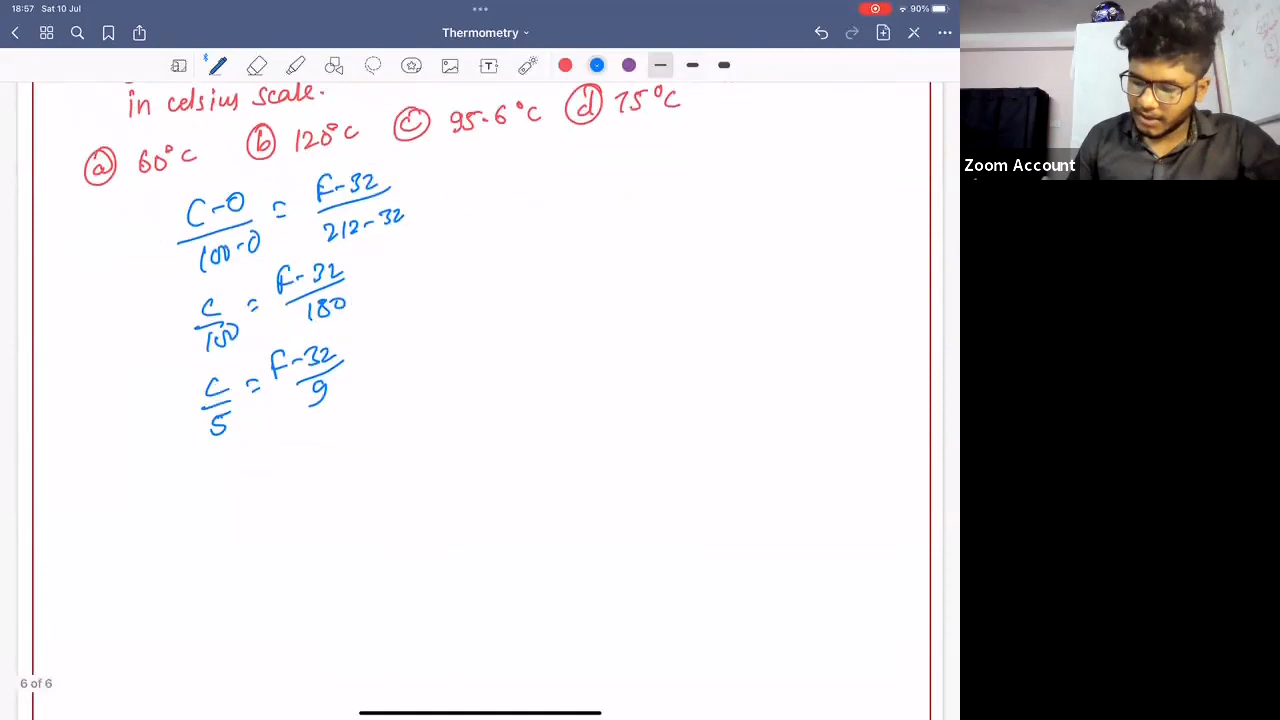 18:57 Sat 10 Jul
90%
Thermometry
in celsius scale.
(a) 60°C (b) 120°C (c) 95.6°C (d) 75°C
C-0/100-0 = F-32/212-32
C/100 = F-32/180
C/5 = F-32/9
6 of 6
Zoom Account